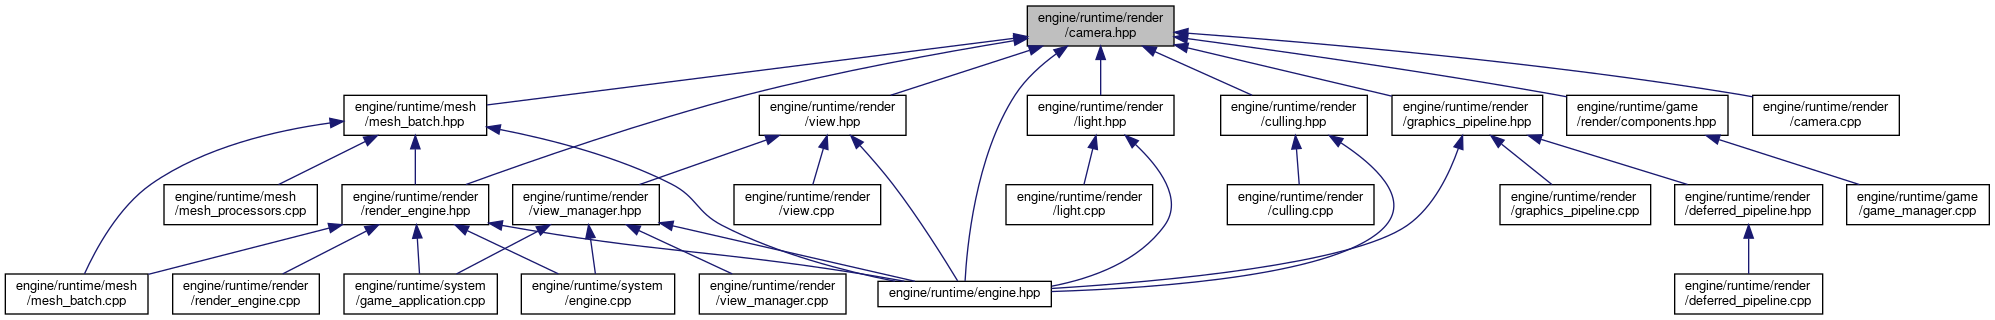 engine/runtime/render
/camera.hpp
engine/runtime/mesh
/mesh_batch.hpp
engine/runtime/render
/view.hpp
engine/runtime/render
/light.hpp
engine/runtime/render
/culling.hpp
engine/runtime/render
/graphics_pipeline.hpp
engine/runtime/game
/render/components.hpp
engine/runtime/render
/camera.cpp
engine/runtime/mesh
/mesh_processors.cpp
engine/runtime/render
/render_engine.hpp
engine/runtime/render
/view_manager.hpp
engine/runtime/render
/view.cpp
engine/runtime/render
/light.cpp
engine/runtime/render
/culling.cpp
engine/runtime/render
/graphics_pipeline.cpp
engine/runtime/render
/deferred_pipeline.hpp
engine/runtime/game
/game_manager.cpp
engine/runtime/mesh
/mesh_batch.cpp
engine/runtime/render
/render_engine.cpp
engine/runtime/system
/game_application.cpp
engine/runtime/system
/engine.cpp
engine/runtime/render
/view_manager.cpp
engine/runtime/engine.hpp
engine/runtime/render
/deferred_pipeline.cpp